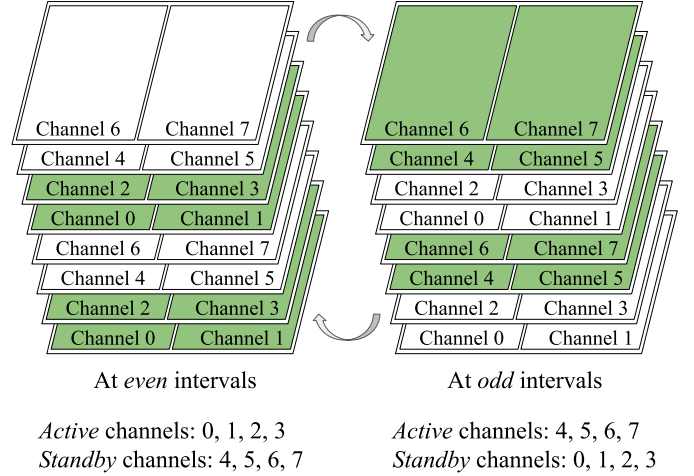 Channel 6 Channel 7
Channel 4 Channel 5
Channel 2 Channel 3
Channel 0 Channel 1
Channel 6 Channel 7
Channel 4 Channel 5
Channel 2 Channel 3
Channel 0 Channel 1
At even intervals
Active channels: 0, 1, 2, 3
Standby channels: 4, 5, 6, 7
Channel 6 Channel 7
Channel 4 Channel 5
Channel 2 Channel 3
Channel 0 Channel 1
Channel 6 Channel 7
Channel 4 Channel 5
Channel 2 Channel 3
Channel 0 Channel 1
At odd intervals
Active channels: 4, 5, 6, 7
Standby channels: 0, 1, 2, 3